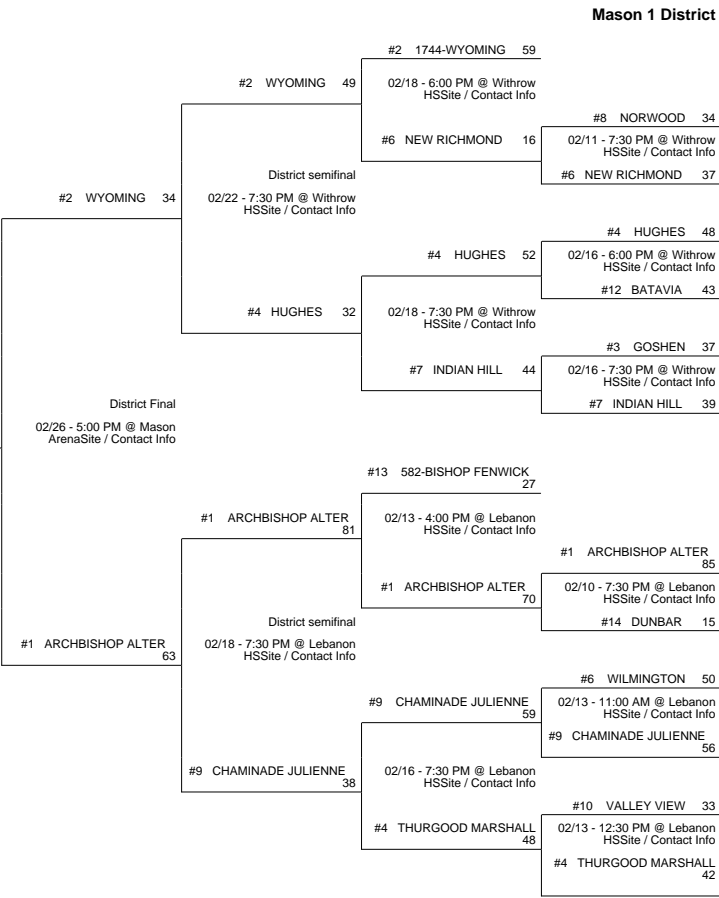 Mason 1 District
#2 1744-WYOMING 59
#2 WYOMING 49
02/18 - 6:00 PM @ Withrow
HSSite / Contact Info
#8 NORWOOD 34
#6 NEW RICHMOND 16
02/11 - 7:30 PM @ Withrow
HSSite / Contact Info
District semifinal
#6 NEW RICHMOND 37
#2 WYOMING 34
02/22 - 7:30 PM @ Withrow
HSSite / Contact Info
#4 HUGHES 48
#4 HUGHES 52
02/16 - 6:00 PM @ Withrow
HSSite / Contact Info
#12 BATAVIA 43
#4 HUGHES 32
02/18 - 7:30 PM @ Withrow
HSSite / Contact Info
#3 GOSHEN 37
#7 INDIAN HILL 44
02/16 - 7:30 PM @ Withrow
HSSite / Contact Info
District Final
#7 INDIAN HILL 39
02/26 - 5:00 PM @ Mason
ArenaSite / Contact Info
#13 582-BISHOP FENWICK
27
#1 ARCHBISHOP ALTER
81
02/13 - 4:00 PM @ Lebanon
HSSite / Contact Info
#1 ARCHBISHOP ALTER
85
#1 ARCHBISHOP ALTER
70
02/10 - 7:30 PM @ Lebanon
HSSite / Contact Info
District semifinal
#14 DUNBAR 15
#1 ARCHBISHOP ALTER
63
02/18 - 7:30 PM @ Lebanon
HSSite / Contact Info
#6 WILMINGTON 50
#9 CHAMINADE JULIENNE
59
02/13 - 11:00 AM @ Lebanon
HSSite / Contact Info
#9 CHAMINADE JULIENNE
56
#9 CHAMINADE JULIENNE
38
02/16 - 7:30 PM @ Lebanon
HSSite / Contact Info
#10 VALLEY VIEW 33
#4 THURGOOD MARSHALL
48
02/13 - 12:30 PM @ Lebanon
HSSite / Contact Info
#4 THURGOOD MARSHALL
42